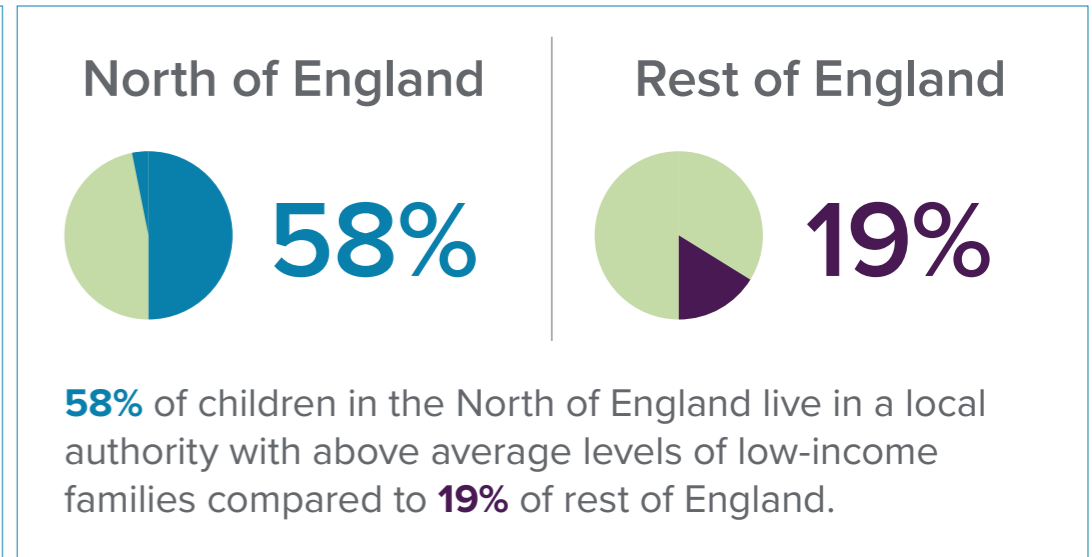 North of England
58%
Rest of England
19%
58% of children in the North of England live in a local
authority with above average levels of low-income
families compared to 19% of rest of England.